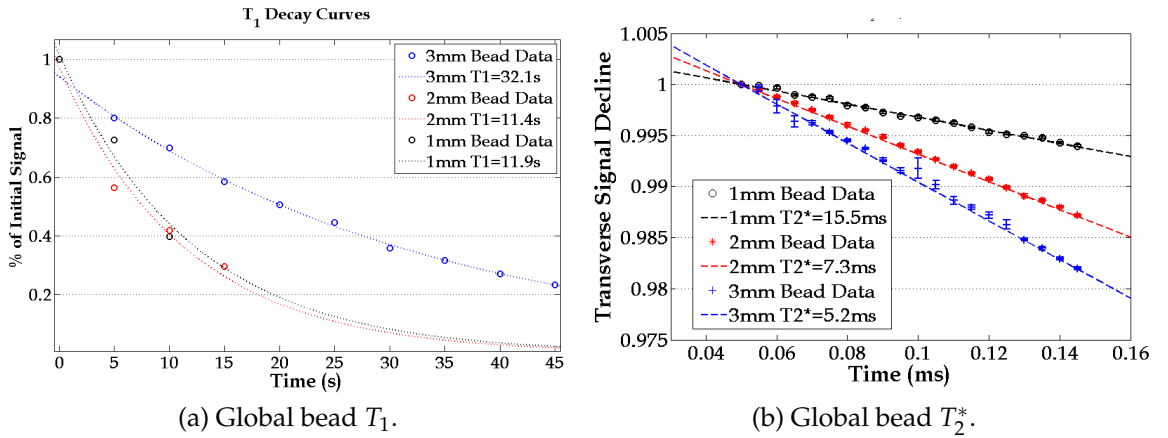 T1 Decay Curves
% of Initial Signal
1
0.8
0.6
0.4
0.2
0 5 10 15 20 25 30 35 40 45
Time (s)
3mm Bead Data
3mm T1=32.1s
2mm Bead Data
2mm T1=11.4s
1mm Bead Data
1mm T1=11.9s
(a) Global bead T1.
Transverse Signal Decline
1.005
1
0.995
0.99
0.985
0.98
0.975
0.04 0.06 0.08 0.1 0.12 0.14 0.16
Time (ms)
1mm Bead Data
1mm T2*=15.5ms
2mm Bead Data
2mm T2*=7.3ms
3mm Bead Data
3mm T2*=5.2ms
(b) Global bead T2*.